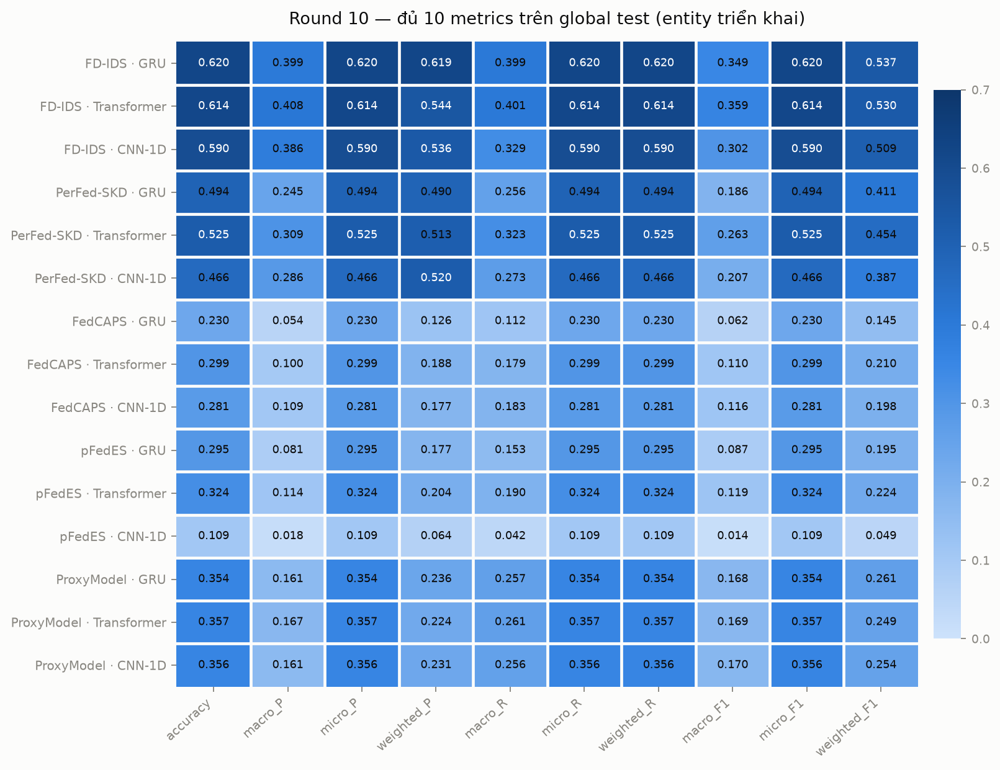 Round 10 — đủ 10 metrics trên global test (entity triển khai)
FD-IDS · GRU 0.620 0.399 0.620 0.619 0.399 0.620 0.620 0.349 0.620 0.537
FD-IDS · Transformer 0.614 0.408 0.614 0.544 0.401 0.614 0.614 0.359 0.614 0.530
FD-IDS · CNN-1D 0.590 0.386 0.590 0.536 0.329 0.590 0.590 0.302 0.590 0.509
PerFed-SKD · GRU 0.494 0.245 0.494 0.490 0.256 0.494 0.494 0.186 0.494 0.411
PerFed-SKD · Transformer 0.525 0.309 0.525 0.513 0.323 0.525 0.525 0.263 0.525 0.454
PerFed-SKD · CNN-1D 0.466 0.286 0.466 0.520 0.273 0.466 0.466 0.207 0.466 0.387
FedCAPS · GRU 0.230 0.054 0.230 0.126 0.112 0.230 0.230 0.062 0.230 0.145
FedCAPS · Transformer 0.299 0.100 0.299 0.188 0.179 0.299 0.299 0.110 0.299 0.210
FedCAPS · CNN-1D 0.281 0.109 0.281 0.177 0.183 0.281 0.281 0.116 0.281 0.198
pFedES · GRU 0.295 0.081 0.295 0.177 0.153 0.295 0.295 0.087 0.295 0.195
pFedES · Transformer 0.324 0.114 0.324 0.204 0.190 0.324 0.324 0.119 0.324 0.224
pFedES · CNN-1D 0.109 0.018 0.109 0.064 0.042 0.109 0.109 0.014 0.109 0.049
ProxyModel · GRU 0.354 0.161 0.354 0.236 0.257 0.354 0.354 0.168 0.354 0.261
ProxyModel · Transformer 0.357 0.167 0.357 0.224 0.261 0.357 0.357 0.169 0.357 0.249
ProxyModel · CNN-1D 0.356 0.161 0.356 0.231 0.256 0.356 0.356 0.170 0.356 0.254
accuracy macro_P micro_P weighted_P macro_R micro_R weighted_R macro_F1 micro_F1 weighted_F1
0.7
0.6
0.5
0.4
0.3
0.2
0.1
0.0